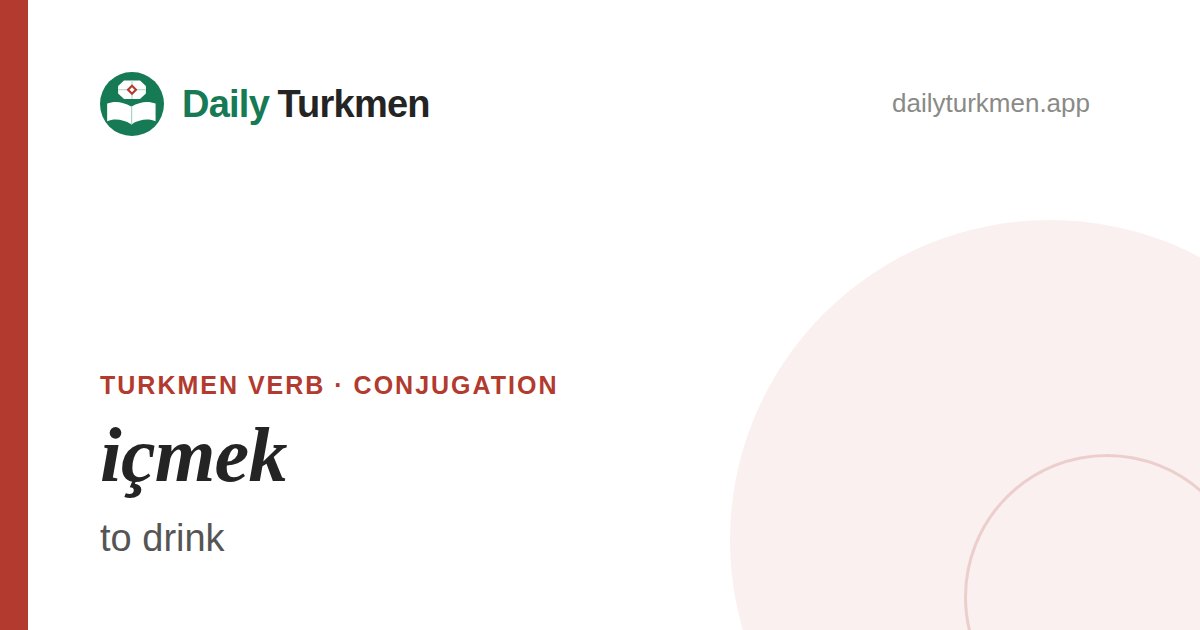 Daily Turkmen
dailyturkmen.app
TURKMEN VERB · CONJUGATION
içmek
to drink